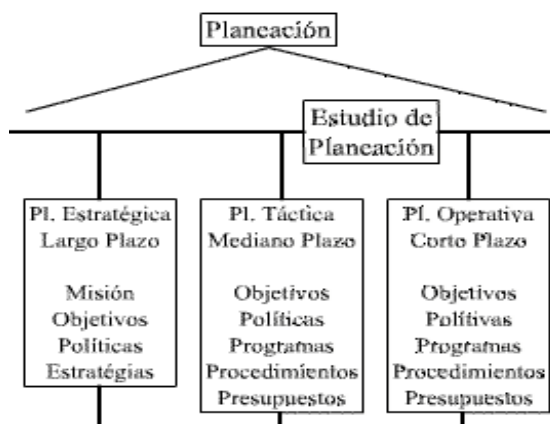 Planeación
Estudio de
Planeación
Pl. Estratégica
Largo Plazo
Misión
Objetivos
Políticas
Estratégias
Pl. Táctica
Mediano Plazo
Objetivos
Políticas
Programas
Procedimientos
Presupuestos
Pl. Operativa
Corto Plazo
Objetivos
Polítivas
Programas
Procedimientos
Presupuestos